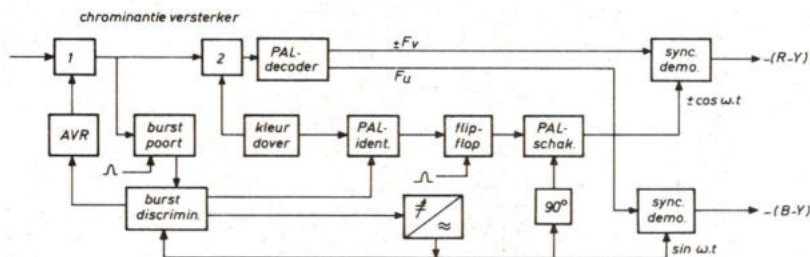 chrominantie versterker
1
2
PAL-
decoder
±Fv
Fu
sync.
demo.
-(R-Y)
±cos ω.t
AVR
burst
poort
kleur
dover
PAL-
ident.
flip-
flop
PAL-
schak.
burst
discrimin.
≈
90°
sync.
demo.
-(B-Y)
sin ω.t